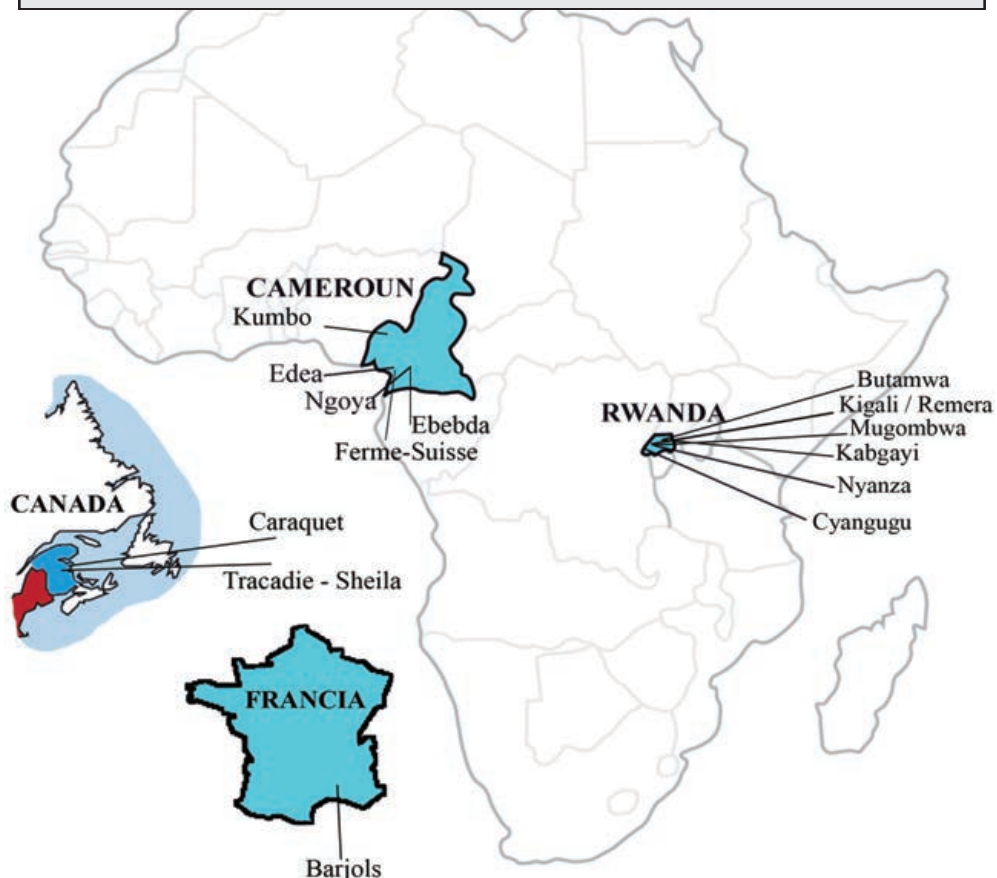 CAMEROUN
Kumbo
Edea
Ngoya
Ebebda
Ferme-Suisse
RWANDA
Butamwa
Kigali / Remera
Mugombwa
Kabgayi
Nyanza
Cyangugu
CANADA
Caraquet
Tracadie - Sheila
FRANCIA
Barjols